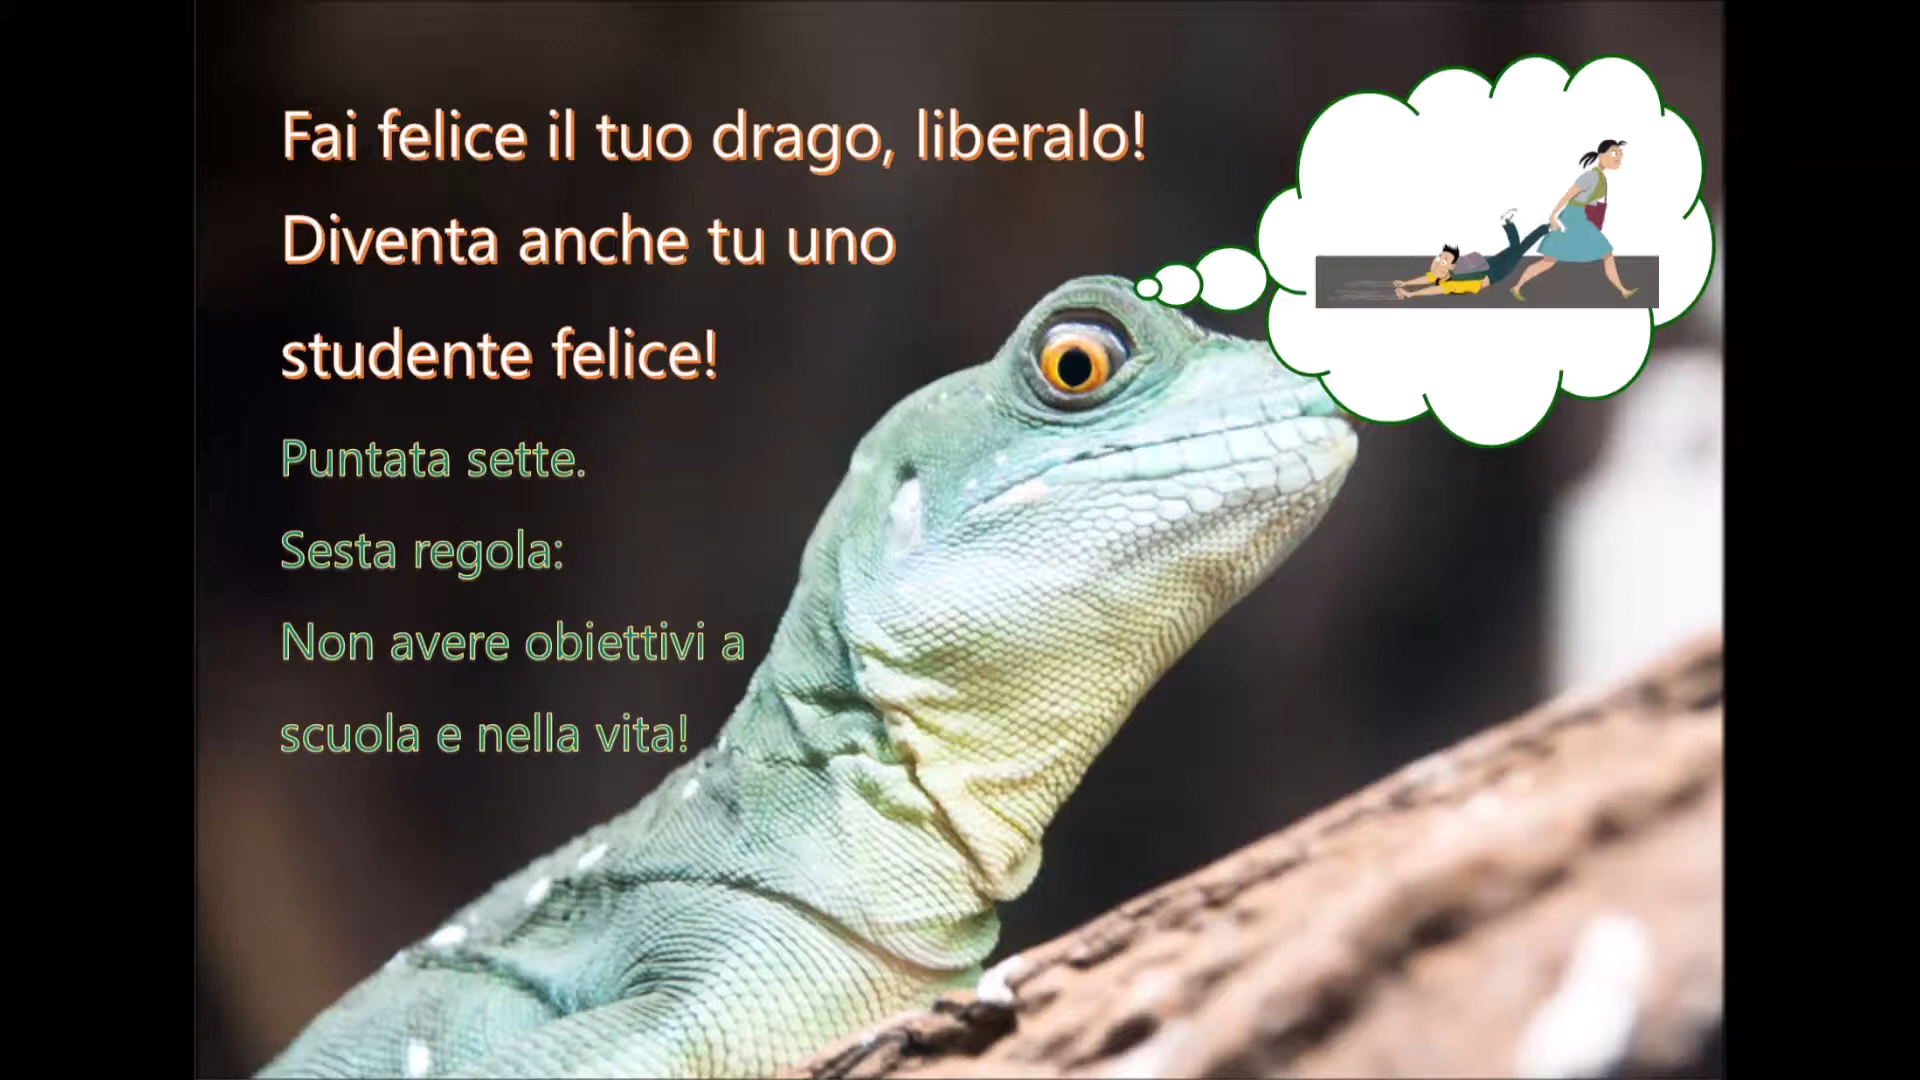 Fai felice il tuo drago, liberalo!
Diventa anche tu uno
studente felice!
Puntata sette.
Sesta regola:
Non avere obiettivi a
scuola e nella vita!